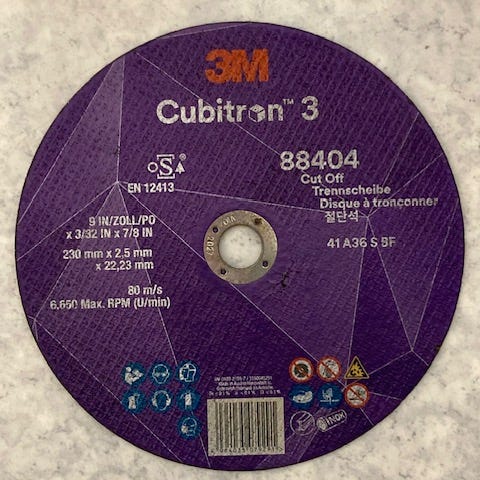 3M
Cubitron™ 3
88404
Cut Off
Trennscheibe
Disque à tronçonner
절단석
41 A36 S BF
oSa
EN 12413
9 IN/ZOLL/PO
x 3/32 IN x 7/8 IN
230 mm x 2,5 mm
x 22,23 mm
80 m/s
6,650 Max. RPM (U/min)
INOX